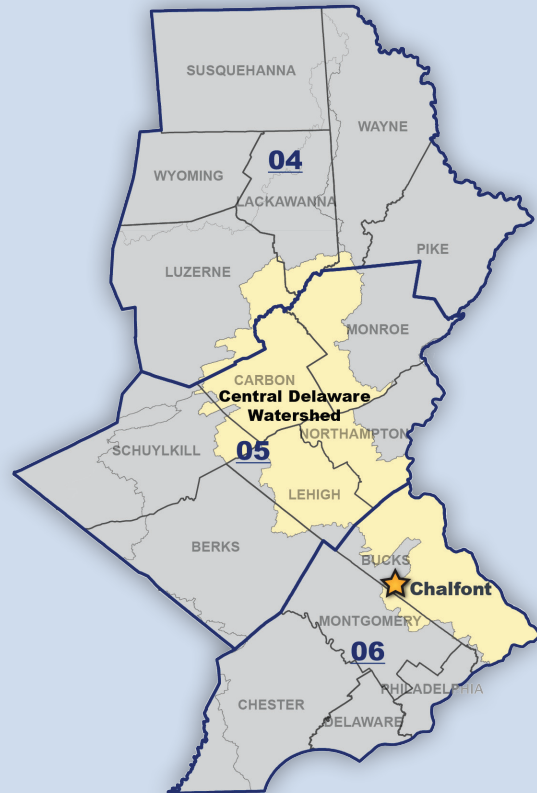 SUSQUEHANNA
WAYNE
04
WYOMING
LACKAWANNA
PIKE
LUZERNE
MONROE
CARBON
Central Delaware
Watershed
NORTHAMPTON
SCHUYLKILL
05
LEHIGH
BERKS
BUCKS
Chalfont
MONTGOMERY
06
PHILADELPHIA
CHESTER
DELAWARE